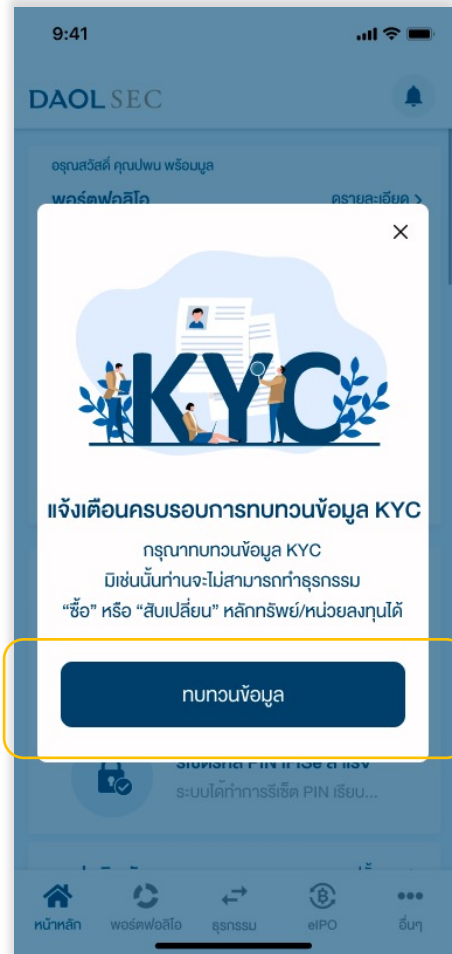 9:41
DAOL SEC
อรุณสวัสดิ์ คุณปพน พร้อมมูล
พอร์ตฟอลิโอ
ดูรายละเอียด >
KYC
แจ้งเตือนครบรอบการทบทวนข้อมูล KYC
กรุณาทบทวนข้อมูล KYC
มิเช่นนั้นท่านจะไม่สามารถทำธุรกรรม
“ซื้อ” หรือ “สับเปลี่ยน” หลักทรัพย์/หน่วยลงทุนได้
ทบทวนข้อมูล
ระบบได้ทำการรีเซ็ต PIN เรียบ...
หน้าหลัก
พอร์ตฟอลิโอ
ธุรกรรม
eIPO
อื่นๆ